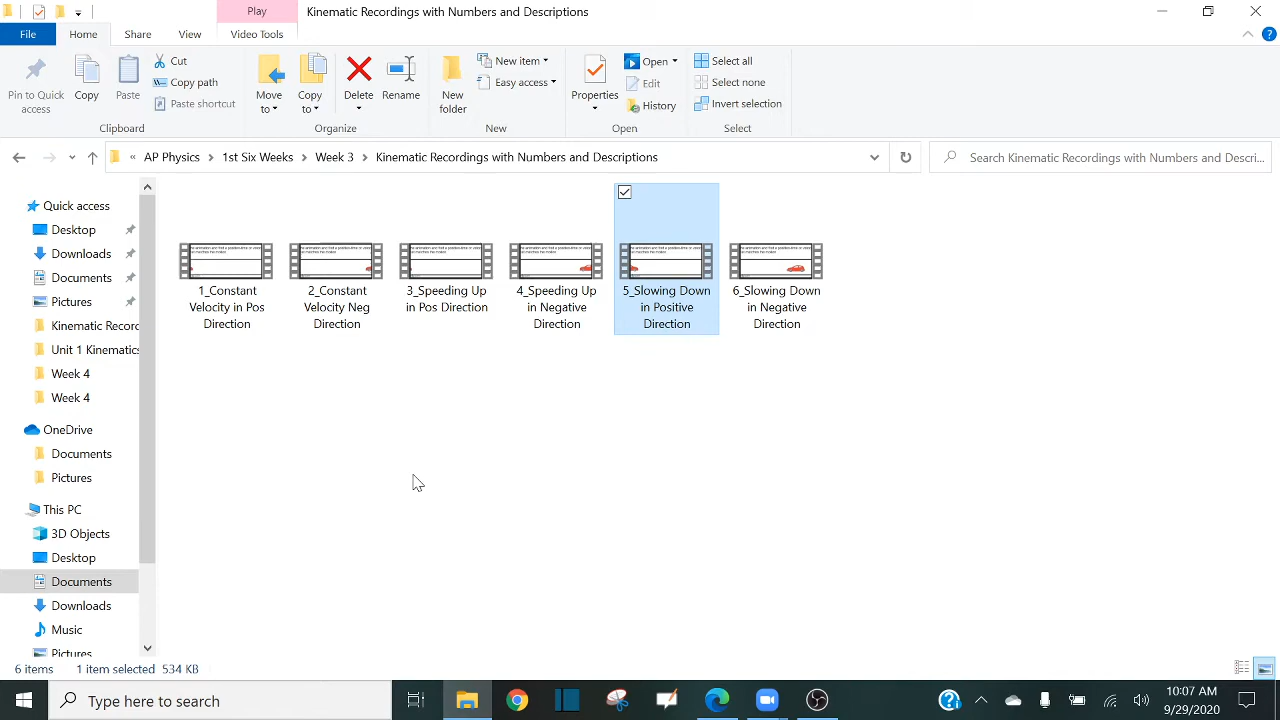 Play
Kinematic Recordings with Numbers and Descriptions
File
Home
Share
View
Video Tools
Pin to Quick
access
Copy
Paste
Cut
Copy path
Paste shortcut
Clipboard
Move
to
Copy
to
Delete
Rename
Organize
New
folder
New item
Easy access
New
Properties
Open
Edit
History
Open
Select all
Select none
Invert selection
Select
« AP Physics > 1st Six Weeks > Week 3 > Kinematic Recordings with Numbers and Descriptions
Search Kinematic Recordings with Numbers and Descri...
Quick access
Desktop
Downloads
Documents
Pictures
Kinematic Recorc
Unit 1 Kinematics
Week 4
Week 4
OneDrive
Documents
Pictures
This PC
3D Objects
Desktop
Documents
Downloads
Music
Pictures
1_Constant
Velocity in Pos
Direction
2_Constant
Velocity Neg
Direction
3_Speeding Up
in Pos Direction
4_Speeding Up
in Negative
Direction
5_Slowing Down
in Positive
Direction
6_Slowing Down
in Negative
Direction
6 items 1 item selected 534 KB
Type here to search
10:07 AM
9/29/2020